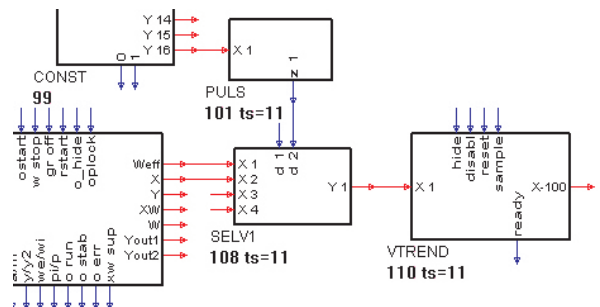 Y 14
Y 15
Y 16
0
1
CONST
99
X 1
z 1
PULS
101 ts=11
ostart
w stop
gr off
rstart
o_hide
oplock
Weff
X
Y
XW
W
Yout1
Yout2
y/y2
we/wi
pi/p
o run
o stab
o err
xw sup
d 1
d 2
X 1
X 2
X 3
X 4
Y 1
SELV1
108 ts=11
hide
disabl
reset
sample
X 1
X-100
ready
VTREND
110 ts=11